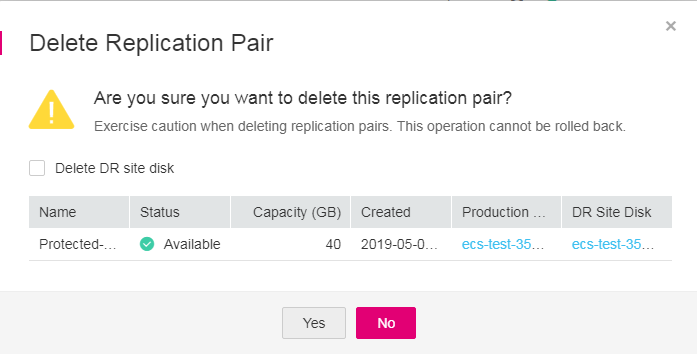 Delete Replication Pair
Are you sure you want to delete this replication pair?
Exercise caution when deleting replication pairs. This operation cannot be rolled back.
Delete DR site disk
Name Status Capacity (GB) Created Production ... DR Site Disk
Protected-... Available 40 2019-05-0... ecs-test-35... ecs-test-35...
Yes No